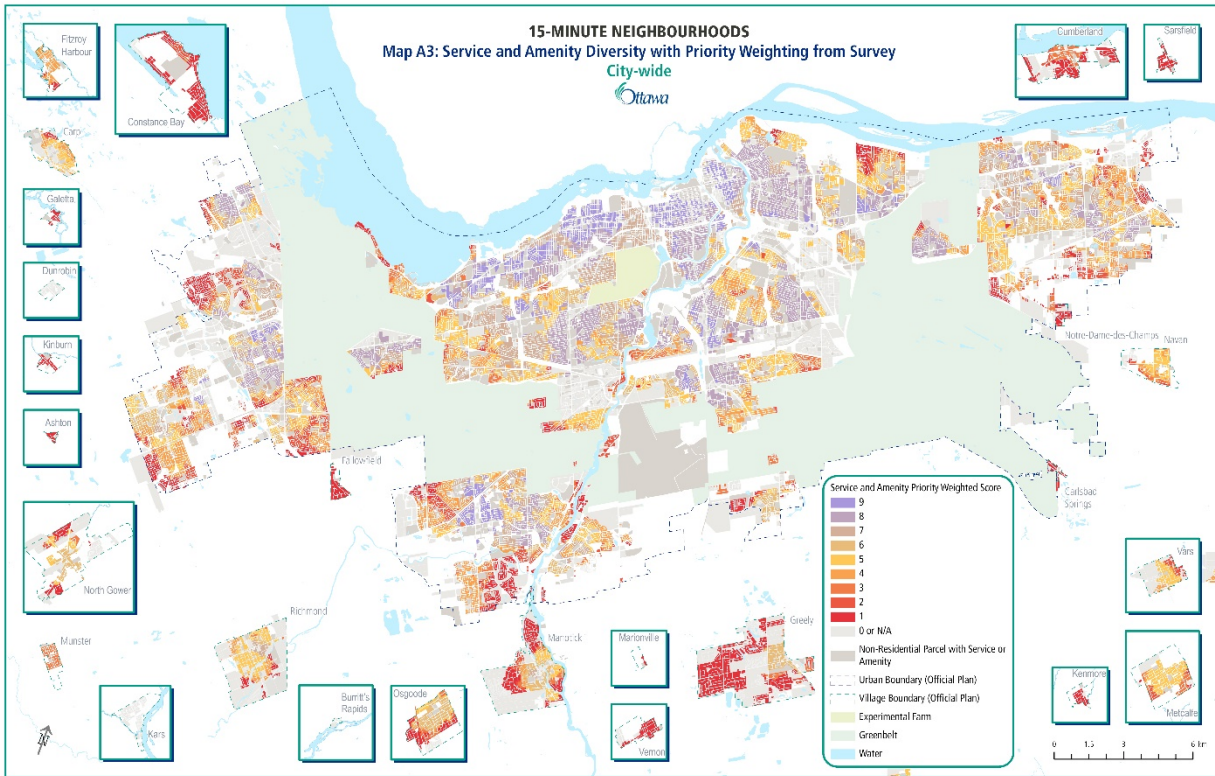 15-MINUTE NEIGHBOURHOODS
Map A3: Service and Amenity Diversity with Priority Weighting from Survey
City-wide
Ottawa
Fitzroy
Harbour
Constance Bay
Cumberland
Sarsfield
Carp
Galetta
Dunrobin
Kinburn
Ashton
Notre-Dame-des-Champs
Navan
Fallowfield
Carlsbad
Springs
North Gower
Vars
Richmond
Munster
Manotick
Marionville
Greely
Kars
Burritt's
Rapids
Osgoode
Vernon
Kenmore
Metcalfe
Service and Amenity Priority Weighted Score
9
8
7
6
5
4
3
2
1
0 or N/A
Non-Residential Parcel with Service or
Amenity
Urban Boundary (Official Plan)
Village Boundary (Official Plan)
Experimental Farm
Greenbelt
Water
0 1.5 3 6 km